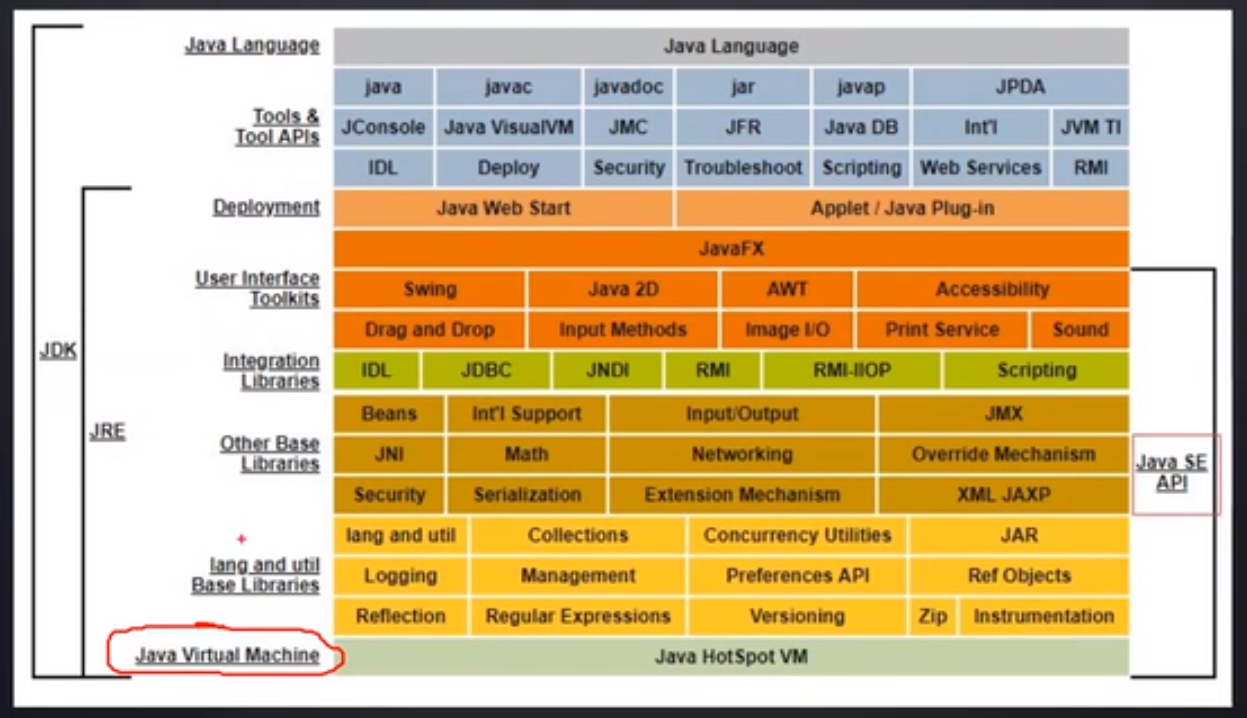 Java Language Java Language
java javac javadoc jar javap JPDA
Tools &
Tool APIs
JConsole Java VisualVM JMC JFR Java DB Int'l JVM TI
IDL Deploy Security Troubleshoot Scripting Web Services RMI
Deployment Java Web Start Applet / Java Plug-in
JavaFX
User Interface
Toolkits
Swing Java 2D AWT Accessibility
Drag and Drop Input Methods Image I/O Print Service Sound
JDK
Integration
Libraries
IDL JDBC JNDI RMI RMI-IIOP Scripting
Beans Int'l Support Input/Output JMX
JRE
Other Base
Libraries
JNI Math Networking Override Mechanism
Java SE
API
Security Serialization Extension Mechanism XML JAXP
lang and util Collections Concurrency Utilities JAR
lang and util
Base Libraries
Logging Management Preferences API Ref Objects
Reflection Regular Expressions Versioning Zip Instrumentation
Java Virtual Machine Java HotSpot VM